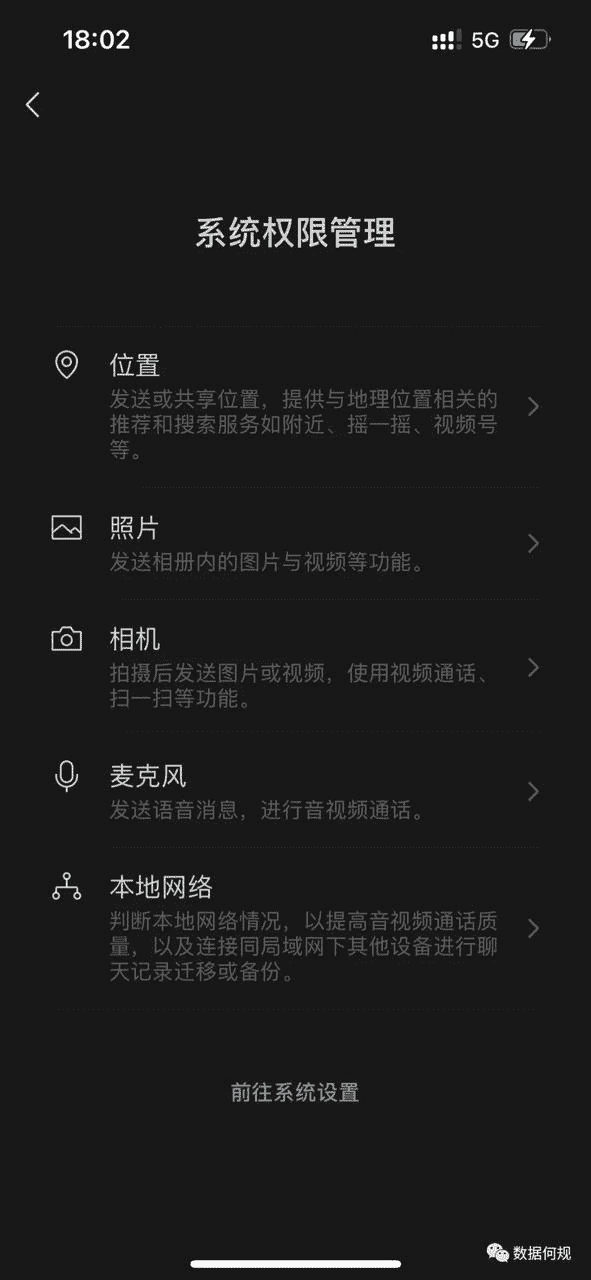 18:02
5G
系统权限管理
位置
发送或共享位置，提供与地理位置相关的
推荐和搜索服务如附近、摇一摇、视频号
等。
照片
发送相册内的图片与视频等功能。
相机
拍摄后发送图片或视频，使用视频通话、
扫一扫等功能。
麦克风
发送语音消息，进行音视频通话。
本地网络
判断本地网络情况，以提高音视频通话质
量，以及连接同局域网下其他设备进行聊
天记录迁移或备份。
前往系统设置
数据何规